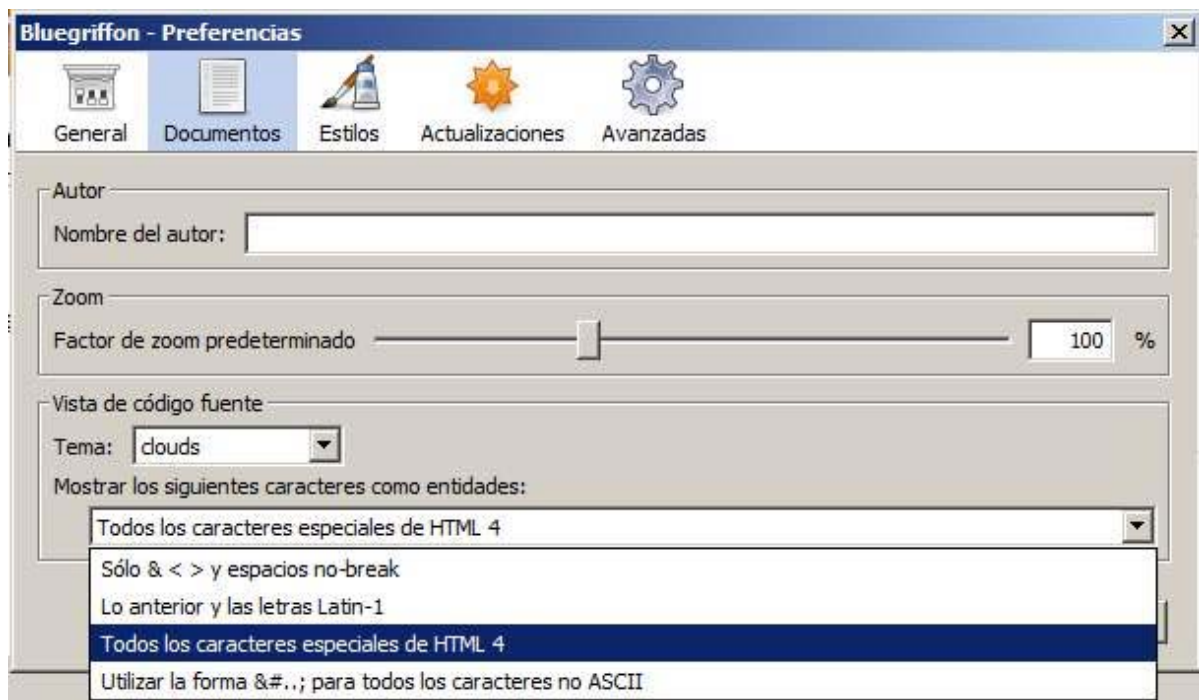 Bluegriffon - Preferencias
General Documentos Estilos Actualizaciones Avanzadas
Autor
Nombre del autor:
Zoom
Factor de zoom predeterminado 100 %
Vista de código fuente
Tema: clouds
Mostrar los siguientes caracteres como entidades:
Todos los caracteres especiales de HTML 4
Sólo & < > y espacios no-break
Lo anterior y las letras Latin-1
Todos los caracteres especiales de HTML 4
Utilizar la forma &#..; para todos los caracteres no ASCII